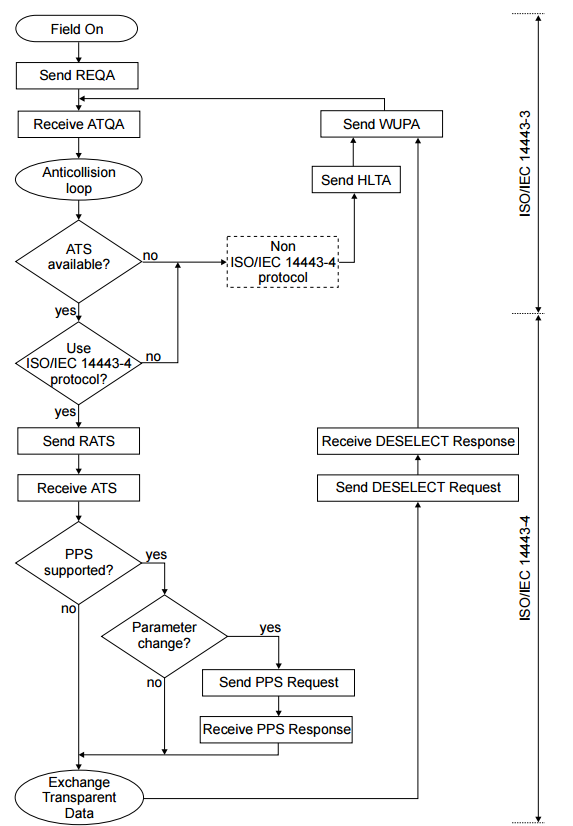 Field On
Send REQA
Receive ATQA
Send WUPA
Anticollision
loop
Send HLTA
ISO/IEC 14443-3
ATS
available?
no
Non
ISO/IEC 14443-4
protocol
yes
Use
ISO/IEC 14443-4
protocol?
no
yes
Send RATS
Receive DESELECT Response
Receive ATS
Send DESELECT Request
ISO/IEC 14443-4
PPS
supported?
yes
no
Parameter
change?
yes
no
Send PPS Request
Receive PPS Response
Exchange
Transparent
Data